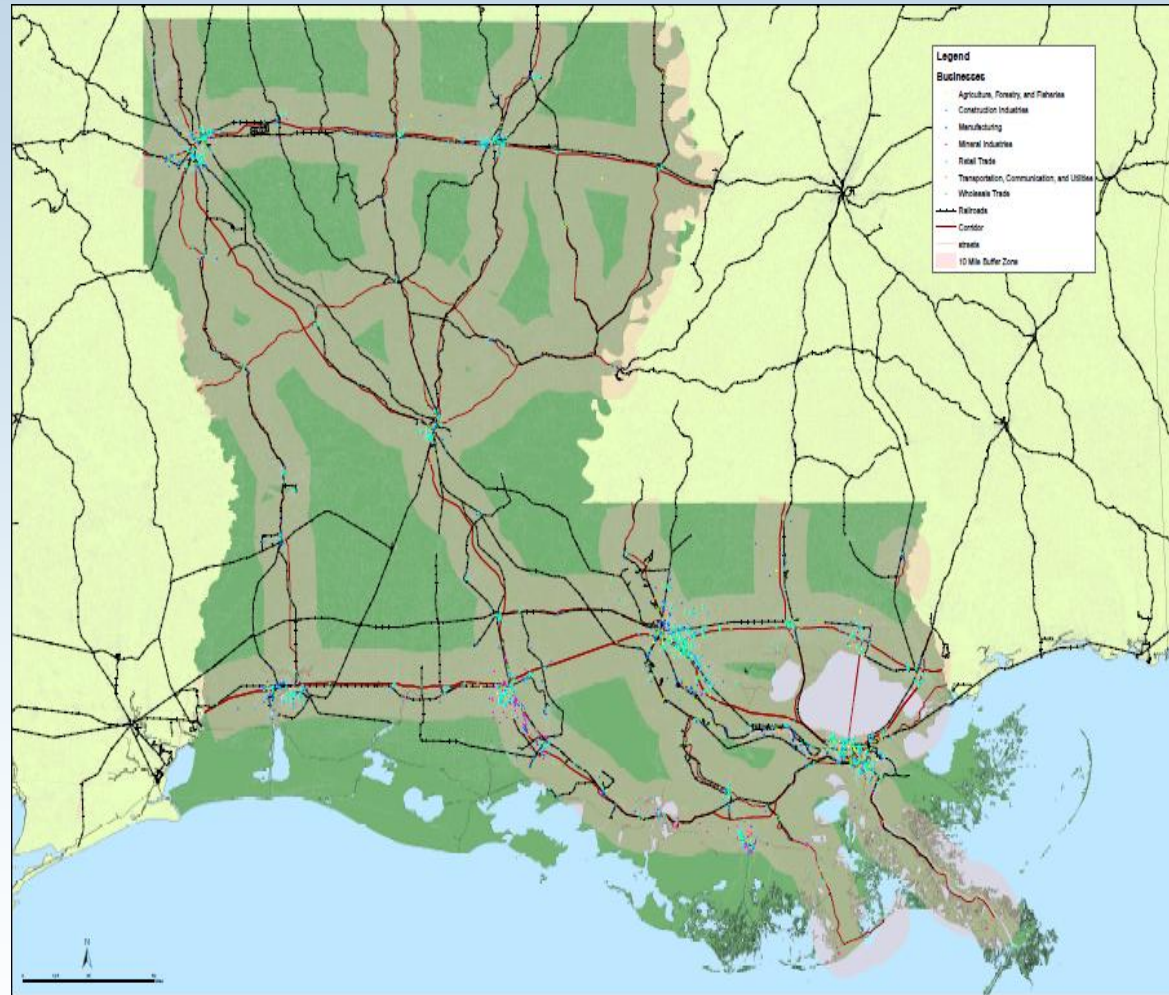 Legend
Businesses
Agriculture, Forestry, and Fisheries
Construction Industries
Manufacturing
Mineral Industries
Retail Trade
Transportation, Communication, and Utilities
Wholesale Trade
Railroads
Corridor
streets
10 Mile Buffer Zone
N